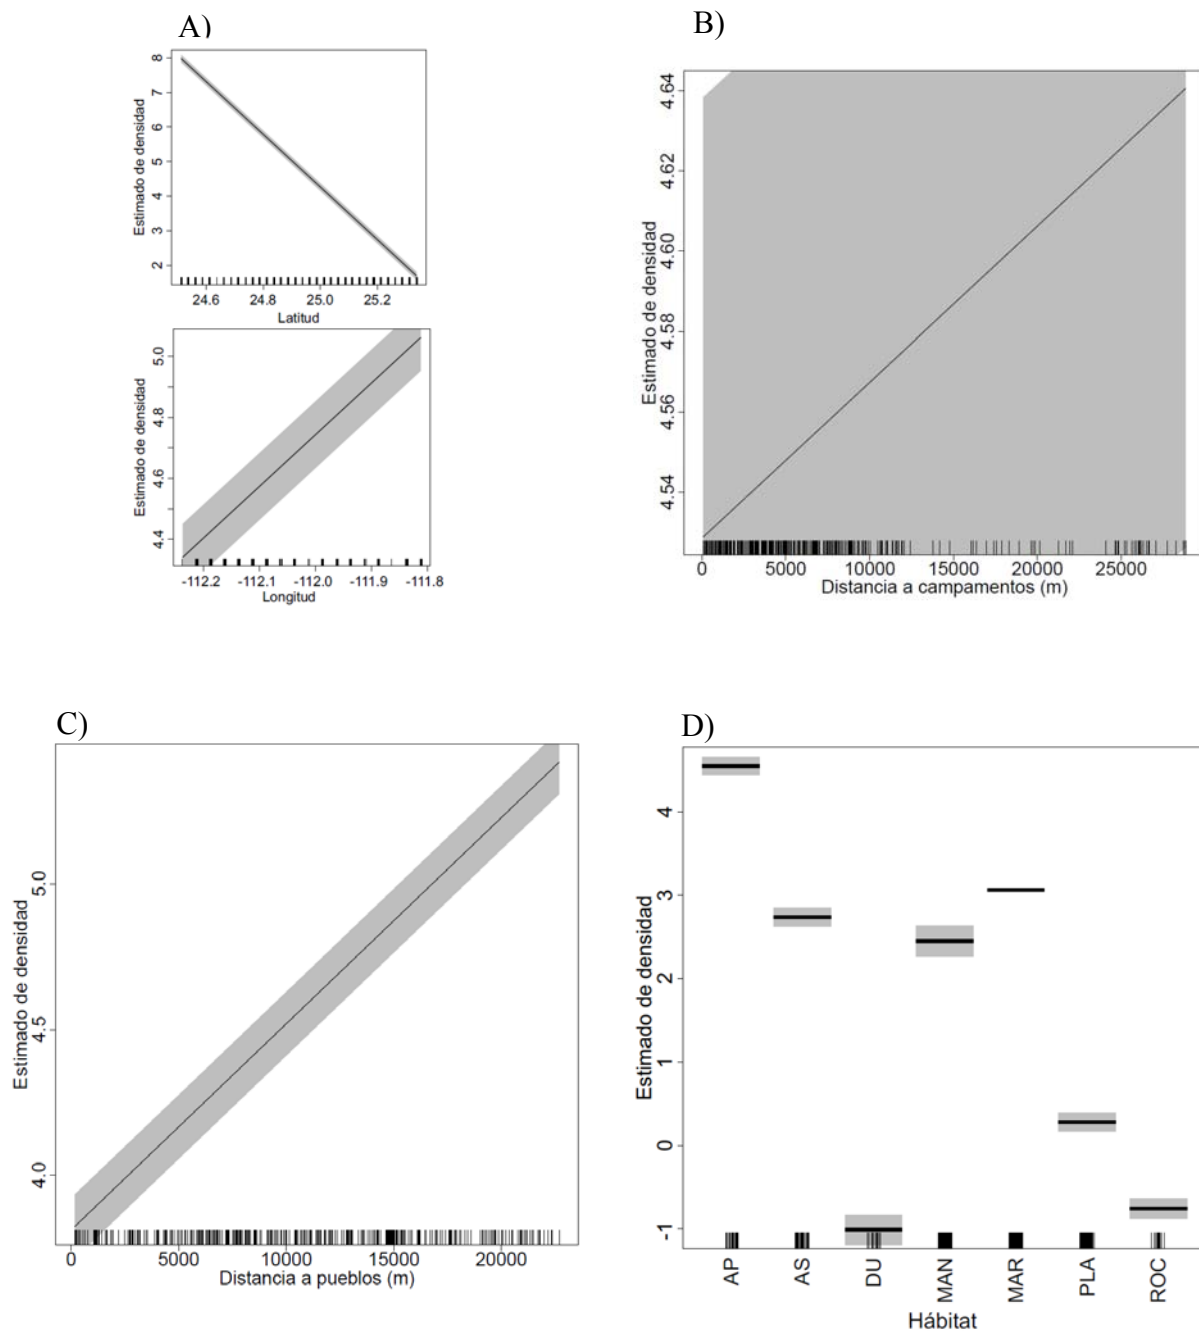 A)
Estimado de densidad
8
7
6
5
4
3
2
24.6 24.8 25.0 25.2
Latitud
Estimado de densidad
5.0
4.8
4.6
4.4
-112.2 -112.1 -112.0 -111.9 -111.8
Longitud
B)
Estimado de densidad
4.64
4.62
4.60
4.58
4.56
4.54
0 5000 10000 15000 20000 25000
Distancia a campamentos (m)
C)
Estimado de densidad
5.0
4.5
4.0
0 5000 10000 15000 20000
Distancia a pueblos (m)
D)
Estimado de densidad
4
3
2
1
0
-1
AP AS DU MAN MAR PLA ROC
Hábitat